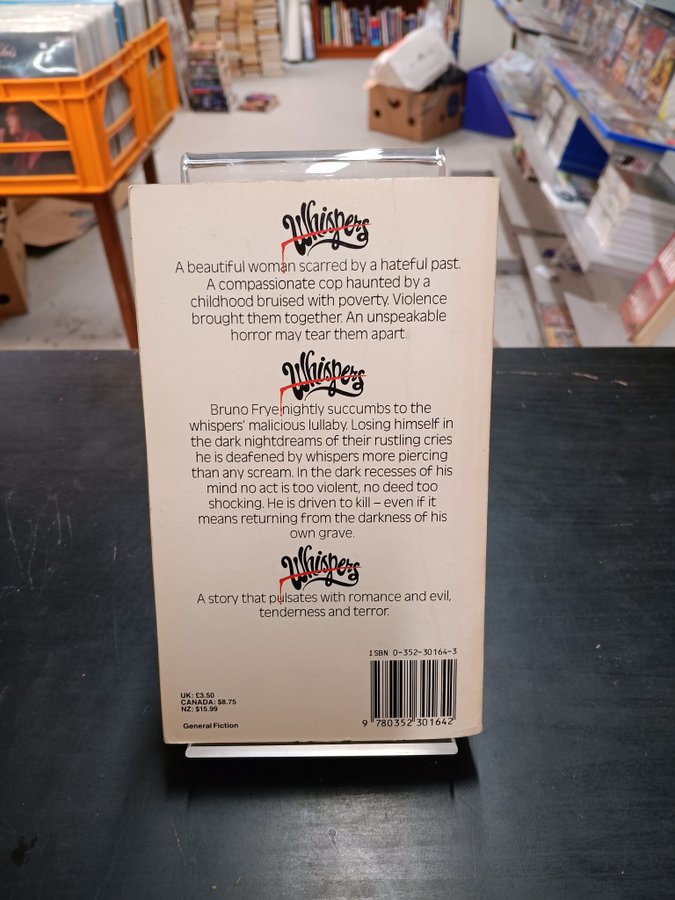 Whispers
A beautiful woman scarred by a hateful past.
A compassionate cop haunted by a
childhood bruised with poverty. Violence
brought them together. An unspeakable
horror may tear them apart.
Whispers
Bruno Frye nightly succumbs to the
whispers' malicious lullaby. Losing himself in
the dark nightdreams of their rustling cries
he is deafened by whispers more piercing
than any scream. In the dark recesses of his
mind no act is too violent, no deed too
shocking. He is driven to kill – even if it
means returning from the darkness of his
own grave.
Whispers
A story that pulsates with romance and evil,
tenderness and terror.
ISBN 0-352-30164-3
UK: £3.50
CANADA: $8.75
NZ: $15.99
General Fiction
9 780352 301642